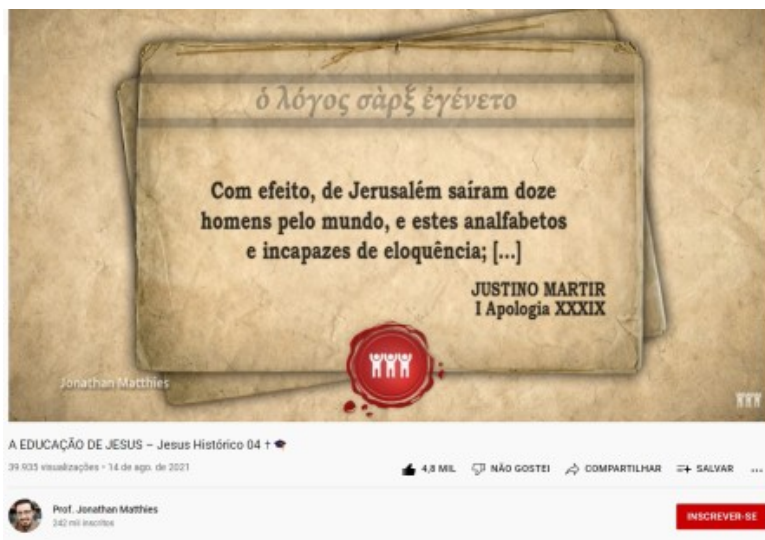 ὁ λόγος σὰρξ ἐγένετο
Com efeito, de Jerusalém saíram doze
homens pelo mundo, e estes analfabetos
e incapazes de eloquência; [...]
JUSTINO MARTIR
I Apologia XXXIX
Jonathan Matthies
A EDUCAÇÃO DE JESUS – Jesus Histórico 04 ✝ 🎓
39.935 visualizações • 14 de ago. de 2021
4,8 MIL NÃO GOSTEI COMPARTILHAR SALVAR ...
Prof. Jonathan Matthies
242 mil inscritos
INSCREVER-SE